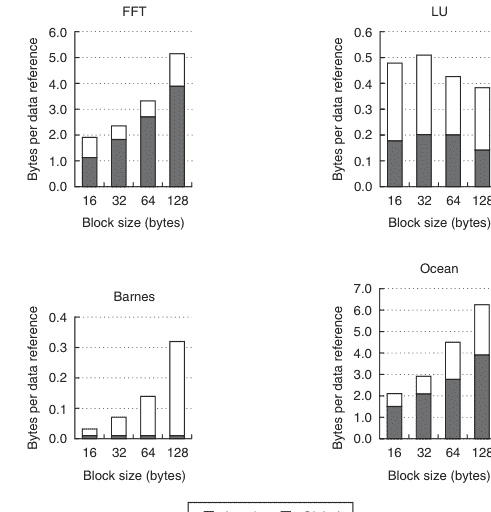 FFT
Bytes per data reference
6.0
5.0
4.0
3.0
2.0
1.0
0.0
16 32 64 128
Block size (bytes)
LU
Bytes per data reference
0.6
0.5
0.4
0.3
0.2
0.1
0.0
16 32 64 128
Block size (bytes)
Barnes
Bytes per data reference
0.4
0.3
0.2
0.1
0.0
16 32 64 128
Block size (bytes)
Ocean
Bytes per data reference
7.0
6.0
5.0
4.0
3.0
2.0
1.0
0.0
16 32 64 128
Block size (bytes)